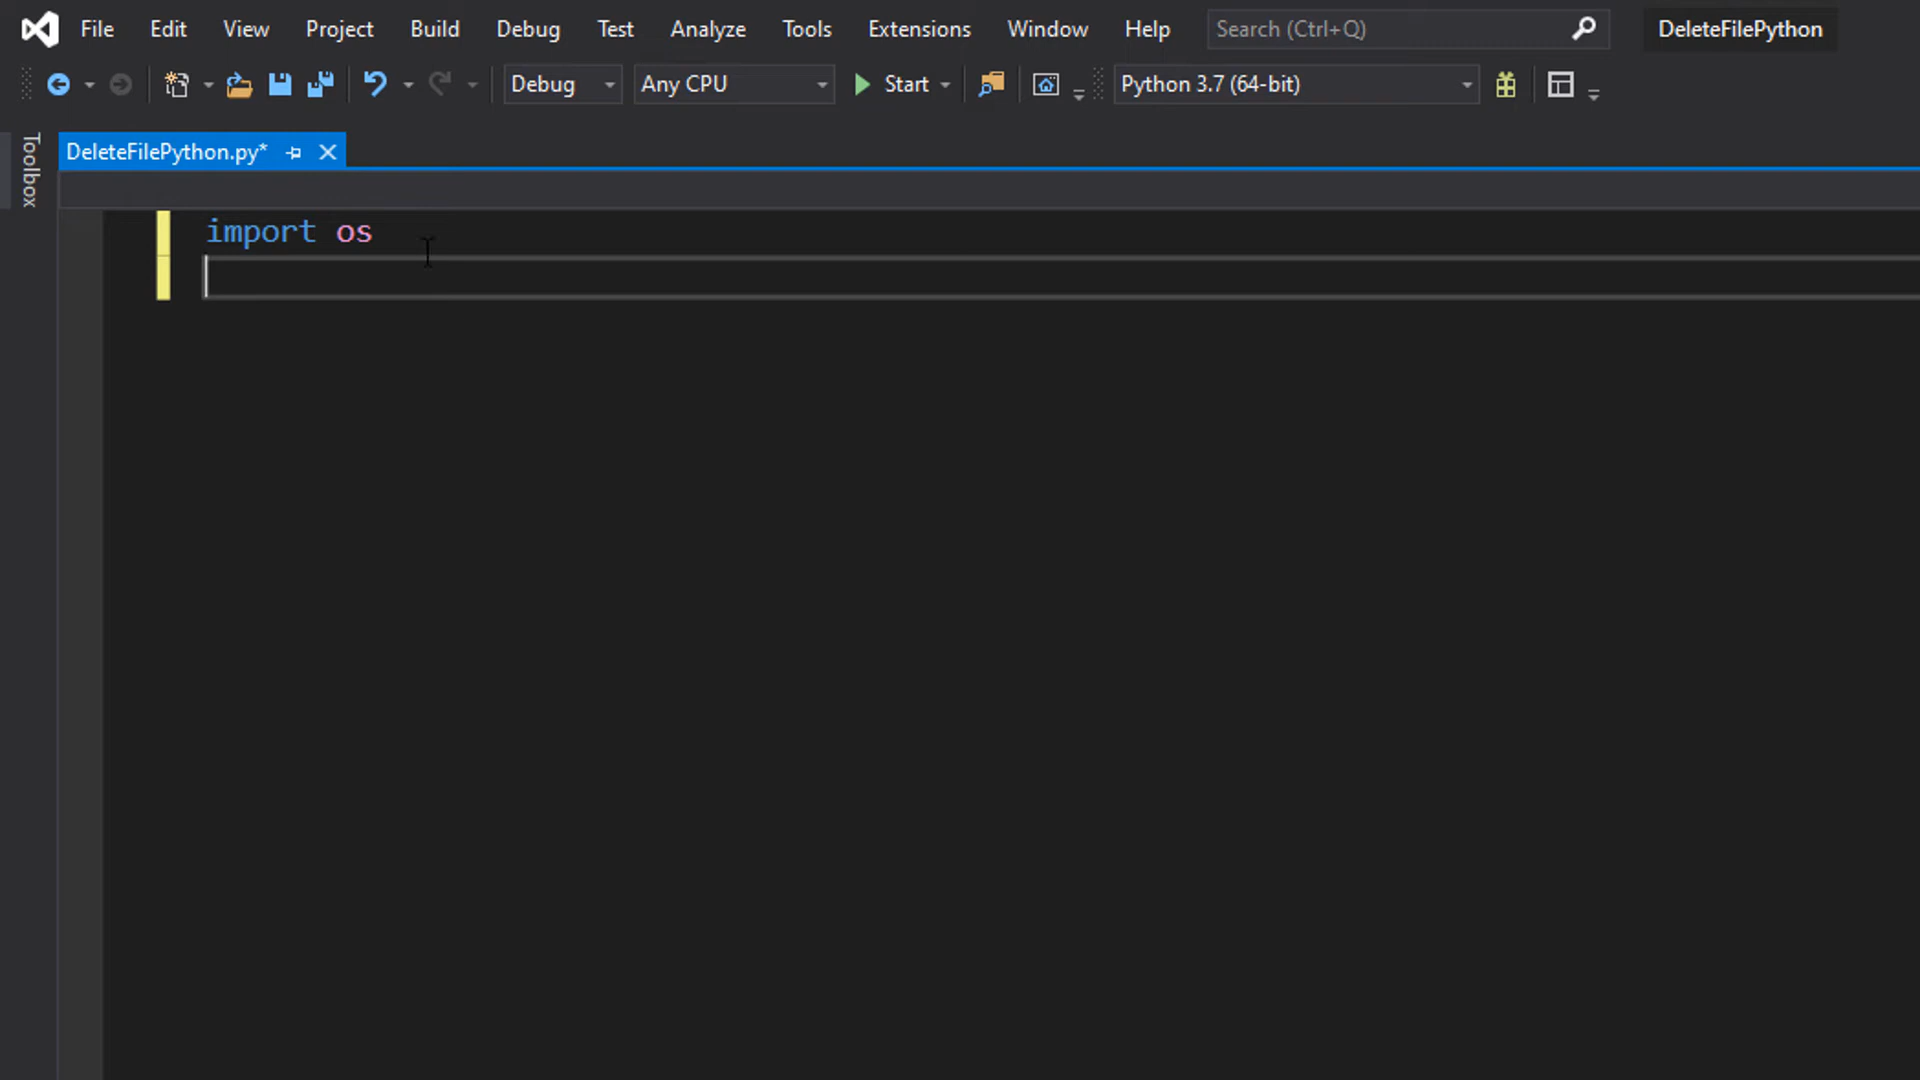 File Edit View Project Build Debug Test Analyze Tools Extensions Window Help Search (Ctrl+Q) DeleteFilePython
Debug Any CPU Start Python 3.7 (64-bit)
Toolbox
DeleteFilePython.py*
import os